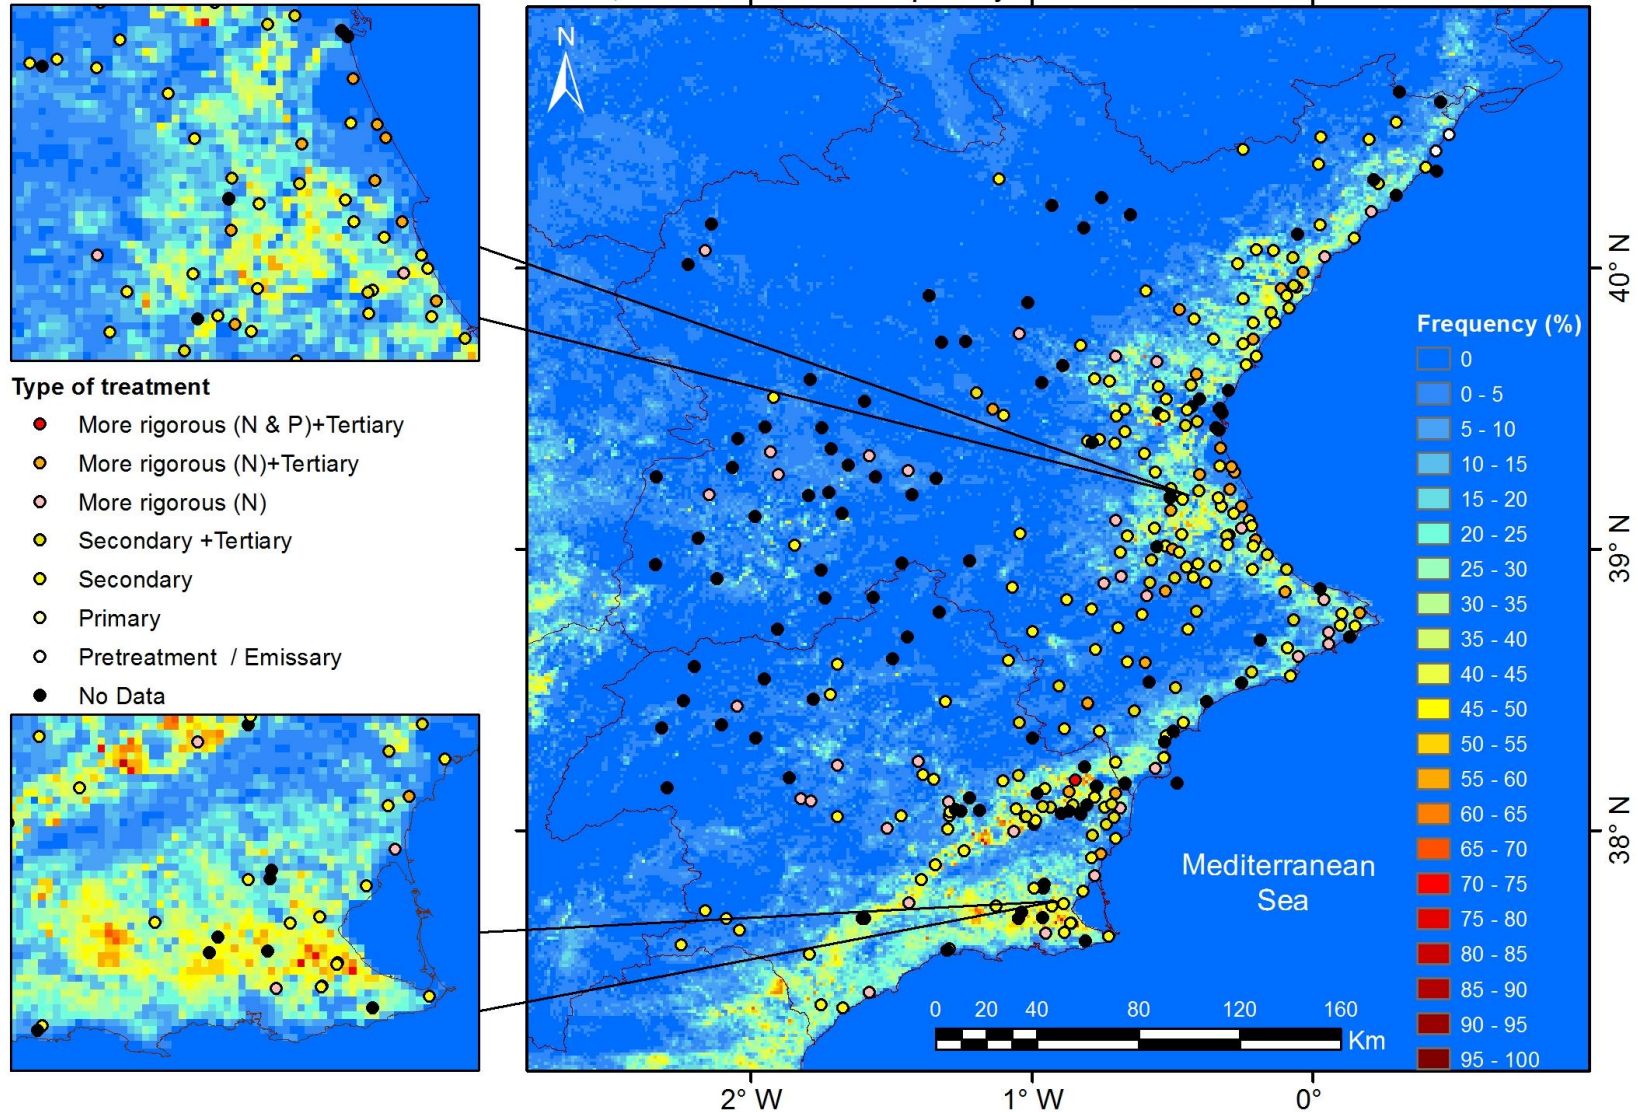 N
Type of treatment
More rigorous (N & P)+Tertiary
More rigorous (N)+Tertiary
More rigorous (N)
Secondary +Tertiary
Secondary
Primary
Pretreatment / Emissary
No Data
40° N
39° N
38° N
Frequency (%)
0
0 - 5
5 - 10
10 - 15
15 - 20
20 - 25
25 - 30
30 - 35
35 - 40
40 - 45
45 - 50
50 - 55
55 - 60
60 - 65
65 - 70
70 - 75
75 - 80
80 - 85
85 - 90
90 - 95
95 - 100
Mediterranean
Sea
0 20 40 80 120 160
Km
2° W 1° W 0°